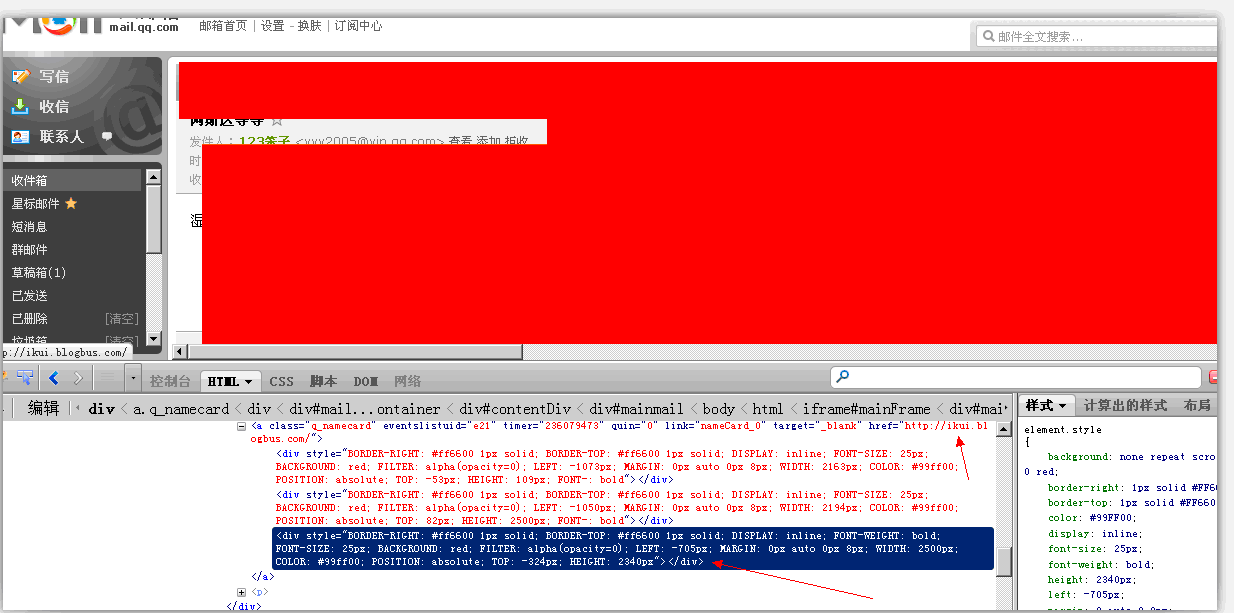 mail.qq.com
邮箱首页 | 设置 - 换肤 | 订阅中心
邮件全文搜索...
写信
收信
联系人
收件箱
星标邮件
短消息
群邮件
草稿箱(1)
已发送
已删除 [清空]
垃圾箱 [清空]
p://ikui.blogbus.com/
发件人：123笨子 <yyy2005@vip.qq.com> 查看 添加 拒收
时
收
湿
控制台 HTML CSS 脚本 DOM 网络
编辑 div < a.q_namecard < div < div#mail...ontainer < div#contentDiv < div#mainmail < body < html < iframe#mainFrame < div#mai
<a class="q_namecard" eventslistuid="e21" timer="236079473" quin="0" link="nameCard_0" target="_blank" href="http://ikui.bl
ogbus.com/">
<div style="BORDER-RIGHT: #ff6600 1px solid; BORDER-TOP: #ff6600 1px solid; DISPLAY: inline; FONT-SIZE: 25px;
BACKGROUND: red; FILTER: alpha(opacity=0); LEFT: -1073px; MARGIN: 0px auto 0px 8px; WIDTH: 2163px; COLOR: #99ff00;
POSITION: absolute; TOP: -53px; HEIGHT: 109px; FONT-: bold"></div>
<div style="BORDER-RIGHT: #ff6600 1px solid; BORDER-TOP: #ff6600 1px solid; DISPLAY: inline; FONT-SIZE: 25px;
BACKGROUND: red; FILTER: alpha(opacity=0); LEFT: -1050px; MARGIN: 0px auto 0px 8px; WIDTH: 2194px; COLOR: #99ff00;
POSITION: absolute; TOP: 82px; HEIGHT: 2500px; FONT-: bold"></div>
<div style="BORDER-RIGHT: #ff6600 1px solid; BORDER-TOP: #ff6600 1px solid; DISPLAY: inline; FONT-WEIGHT: bold;
FONT-SIZE: 25px; BACKGROUND: red; FILTER: alpha(opacity=0); LEFT: -705px; MARGIN: 0px auto 0px 8px; WIDTH: 2500px;
COLOR: #99ff00; POSITION: absolute; TOP: -324px; HEIGHT: 2340px"></div>
</a>
<p>
</div>
样式 计算出的样式 布局
element.style
{
background: none repeat scro
0 red;
border-right: 1px solid #FF6
border-top: 1px solid #FF660
color: #99FF00;
display: inline;
font-size: 25px;
font-weight: bold;
height: 2340px;
left: -705px;